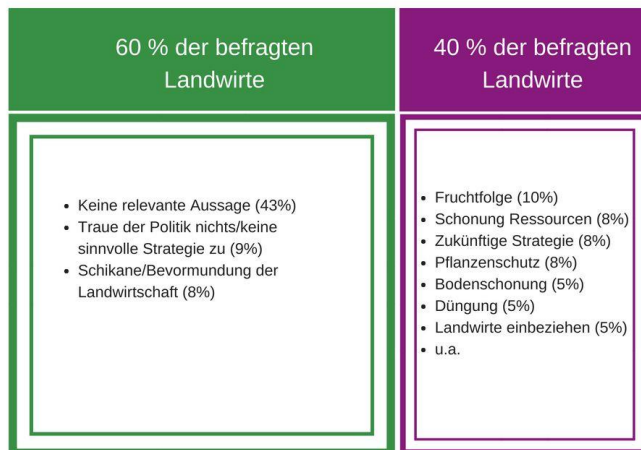 60 % der befragten
Landwirte
Keine relevante Aussage (43%)
Traue der Politik nichts/keine
sinnvolle Strategie zu (9%)
Schikane/Bevormundung der
Landwirtschaft (8%)
40 % der befragten
Landwirte
Fruchtfolge (10%)
Schonung Ressourcen (8%)
Zukünftige Strategie (8%)
Pflanzenschutz (8%)
Bodenschonung (5%)
Düngung (5%)
Landwirte einbeziehen (5%)
u.a.